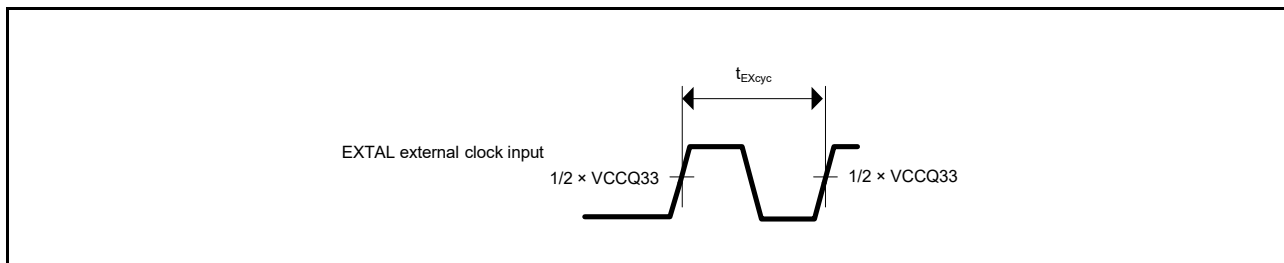 tEXcyc
EXTAL external clock input
1/2 × VCCQ33
1/2 × VCCQ33